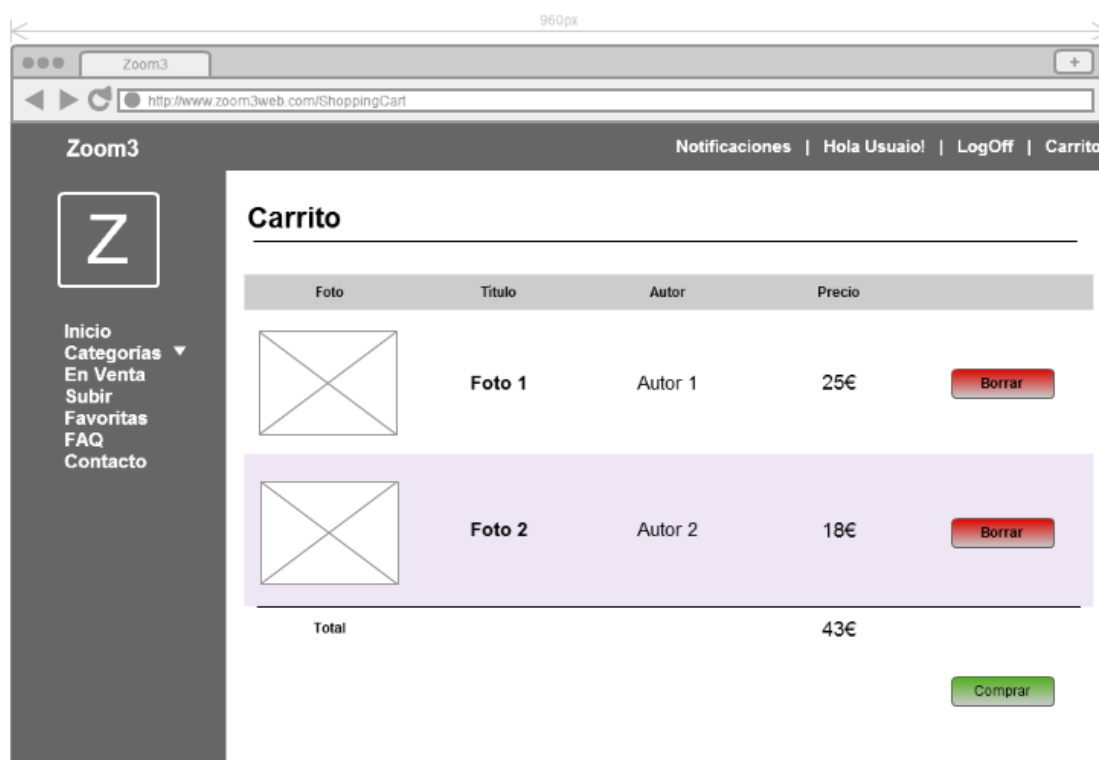 960px
Zoom3
+
http://www.zoom3web.com/ShoppingCart
Zoom3
Notificaciones | Hola Usuaio! | LogOff | Carrito
Z
Inicio
Categorías
En Venta
Subir
Favoritas
FAQ
Contacto
Carrito
Foto Titulo Autor Precio
Foto 1 Autor 1 25€ Borrar
Foto 2 Autor 2 18€ Borrar
Total 43€
Comprar